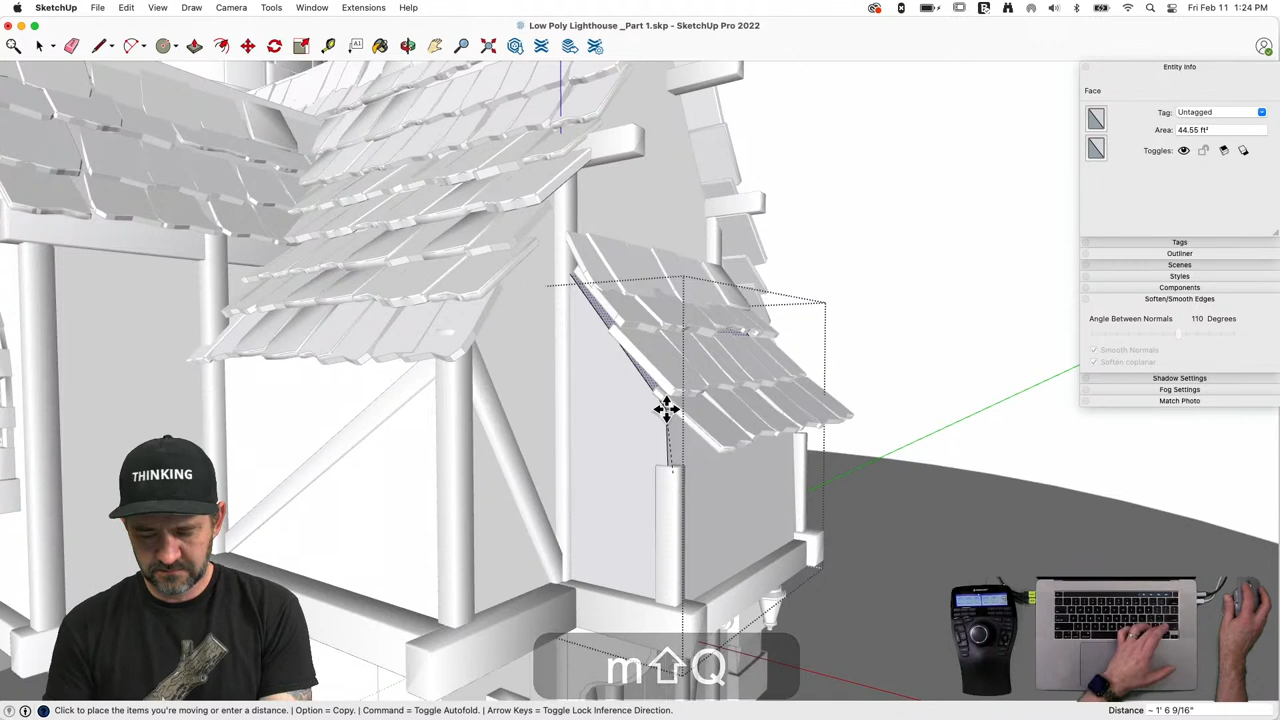 SketchUp File Edit View Draw Camera Tools Window Extensions Help
Fri Feb 11 1:24 PM
Low Poly Lighthouse _Part 1.skp - SketchUp Pro 2022
Entity Info
Face
Tag: Untagged
Area: 44.55 ft²
Toggles:
Tags
Outliner
Scenes
Styles
Components
Soften/Smooth Edges
Angle Between Normals 110 Degrees
Smooth Normals
Soften coplanar
Shadow Settings
Fog Settings
Match Photo
THINKING
m⇧Q
Click to place the items you're moving or enter a distance. | Option = Copy. | Command = Toggle Autofold. | Arrow Keys = Toggle Lock Inference Direction.
Distance ~ 1' 6 9/16"